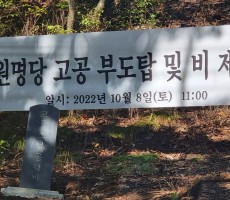 원명당 고공 부도탑 및 비 제
일시: 2022년 10월 8일(토) 11:00